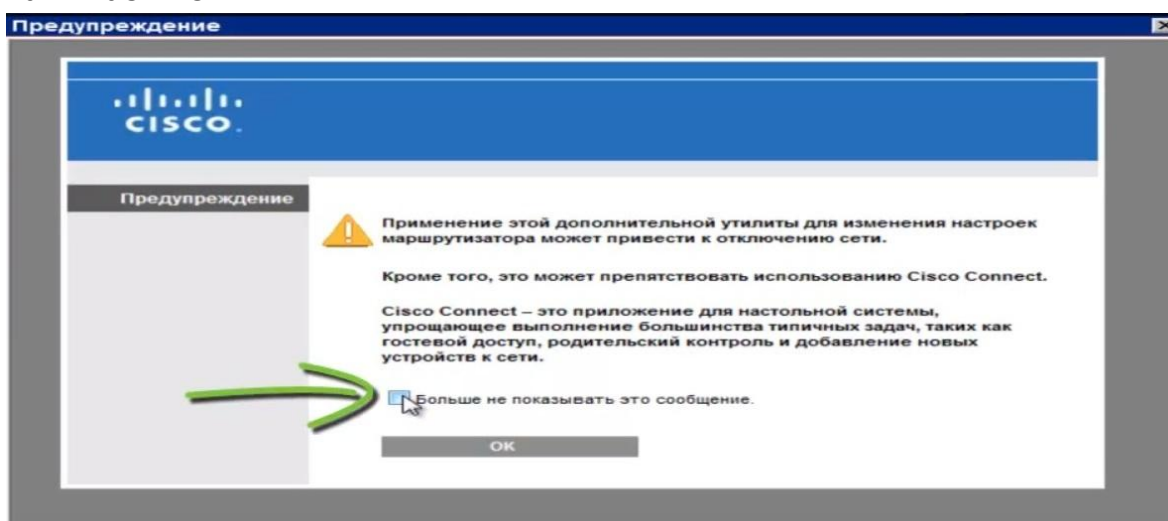 Предупреждение
CISCO.
Предупреждение
Применение этой дополнительной утилиты для изменения настроек
маршрутизатора может привести к отключению сети.
Кроме того, это может препятствовать использованию Cisco Connect.
Cisco Connect – это приложение для настольной системы,
упрощающее выполнение большинства типичных задач, таких как
гостевой доступ, родительский контроль и добавление новых
устройств к сети.
Больше не показывать это сообщение.
OK